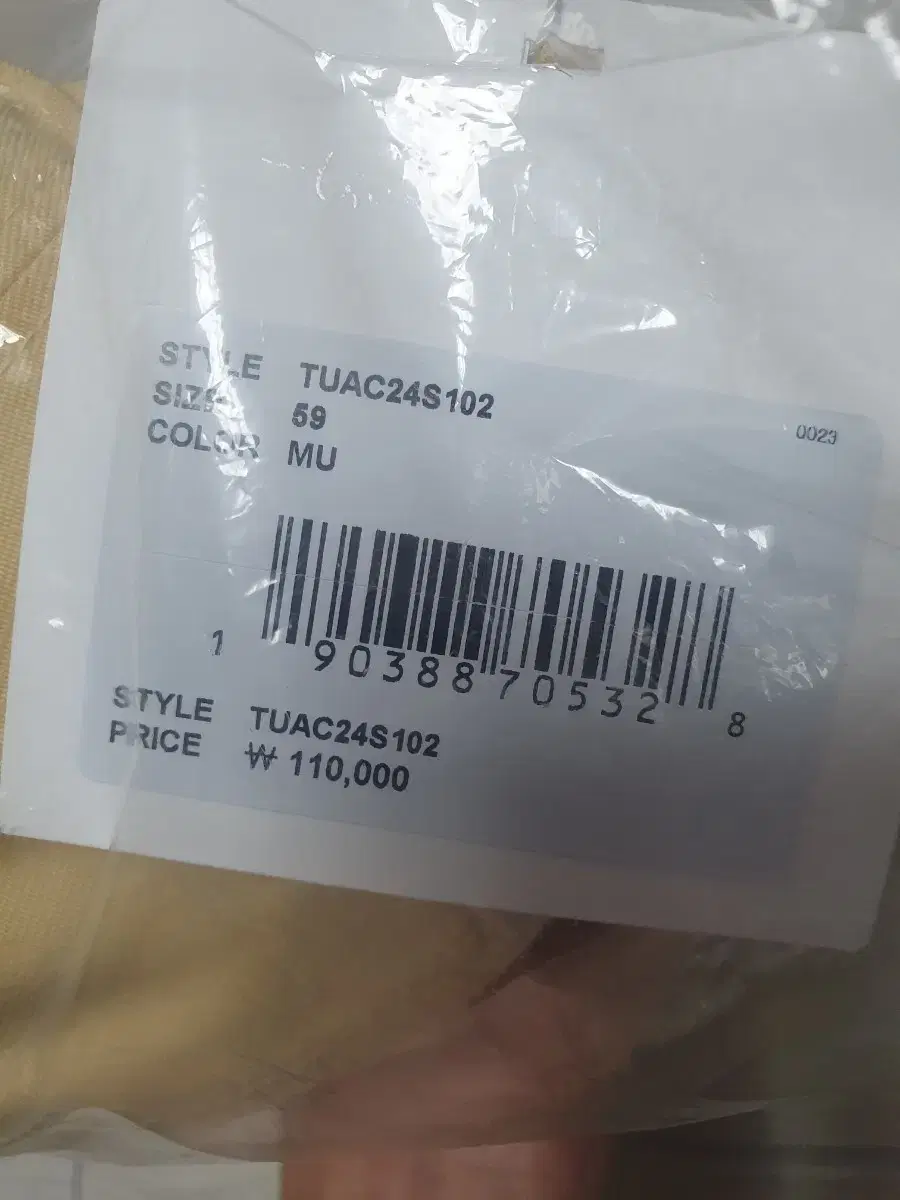 STYLE TUAC24S102
SIZE 59
0023
COLOR MU
1 90388 70532 8
STYLE TUAC24S102
PRICE ₩ 110,000